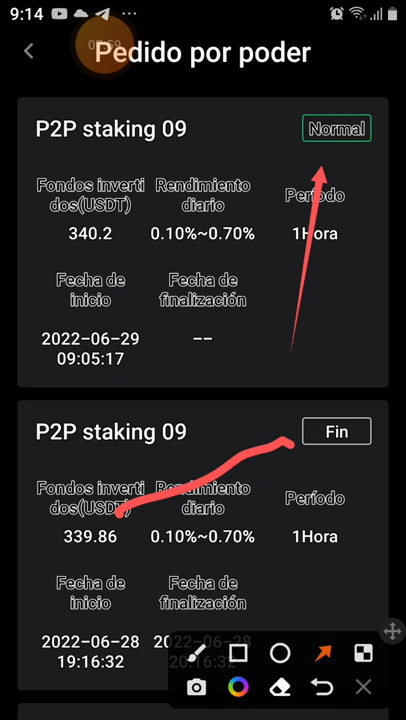 9:14
Pedido por poder
P2P staking 09
Normal
Fondos inverti
dos(USDT)
Rendimiento
diario
Período
340.2
0.10%~0.70%
1Hora
Fecha de
inicio
Fecha de
finalización
2022-06-29
09:05:17
--
P2P staking 09
Fin
Fondos inverti
dos(USDT)
Rendimiento
diario
Período
339.86
0.10%~0.70%
1Hora
Fecha de
inicio
Fecha de
finalización
2022-06-28
19:16:32